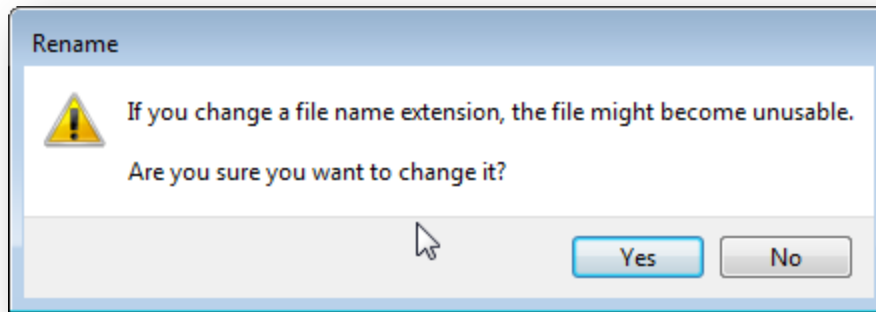 Rename
If you change a file name extension, the file might become unusable.
Are you sure you want to change it?
Yes
No